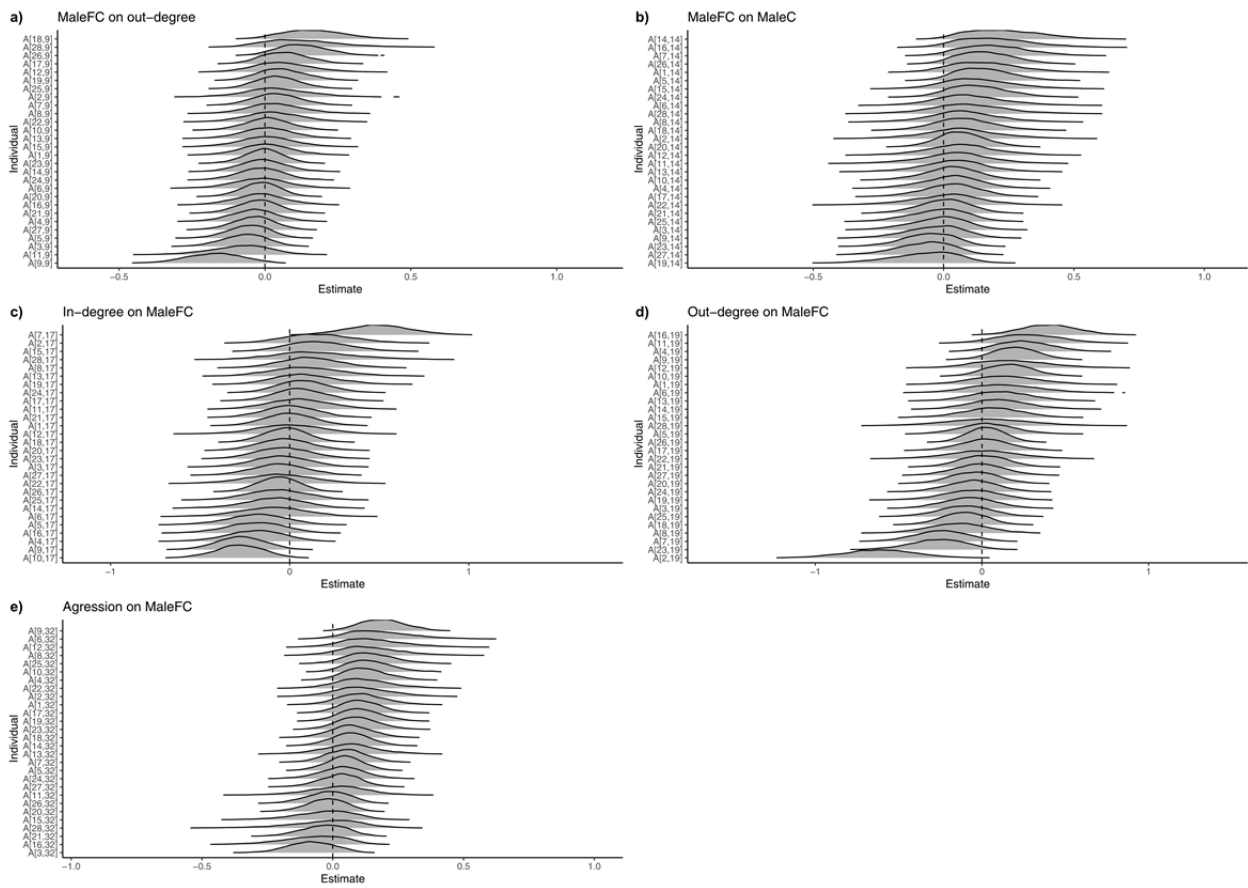 a) MaleFC on out-degree
Individual
A[18,9]
A[28,9]
A[26,9]
A[17,9]
A[12,9]
A[19,9]
A[25,9]
A[2,9]
A[7,9]
A[8,9]
A[22,9]
A[10,9]
A[13,9]
A[15,9]
A[1,9]
A[23,9]
A[14,9]
A[24,9]
A[6,9]
A[20,9]
A[16,9]
A[21,9]
A[4,9]
A[27,9]
A[5,9]
A[3,9]
A[11,9]
A[9,9]
−0.5 0.0 0.5 1.0
Estimate
b) MaleFC on MaleC
Individual
A[14,14]
A[16,14]
A[7,14]
A[26,14]
A[1,14]
A[5,14]
A[15,14]
A[24,14]
A[6,14]
A[28,14]
A[8,14]
A[18,14]
A[2,14]
A[20,14]
A[12,14]
A[11,14]
A[13,14]
A[10,14]
A[4,14]
A[17,14]
A[22,14]
A[21,14]
A[25,14]
A[3,14]
A[9,14]
A[23,14]
A[27,14]
A[19,14]
−0.5 0.0 0.5 1.0
Estimate
c) In-degree on MaleFC
Individual
A[7,17]
A[2,17]
A[15,17]
A[28,17]
A[8,17]
A[13,17]
A[19,17]
A[24,17]
A[17,17]
A[11,17]
A[21,17]
A[1,17]
A[12,17]
A[18,17]
A[20,17]
A[23,17]
A[3,17]
A[27,17]
A[22,17]
A[26,17]
A[25,17]
A[14,17]
A[6,17]
A[5,17]
A[16,17]
A[4,17]
A[9,17]
A[10,17]
−1 0 1
Estimate
d) Out-degree on MaleFC
Individual
A[16,19]
A[11,19]
A[4,19]
A[9,19]
A[12,19]
A[10,19]
A[1,19]
A[6,19]
A[13,19]
A[14,19]
A[15,19]
A[28,19]
A[5,19]
A[26,19]
A[17,19]
A[22,19]
A[21,19]
A[27,19]
A[20,19]
A[24,19]
A[19,19]
A[3,19]
A[25,19]
A[18,19]
A[8,19]
A[7,19]
A[23,19]
A[2,19]
−1 0 1
Estimate
e) Agression on MaleFC
Individual
A[9,32]
A[6,32]
A[12,32]
A[8,32]
A[25,32]
A[10,32]
A[4,32]
A[22,32]
A[2,32]
A[1,32]
A[17,32]
A[19,32]
A[23,32]
A[18,32]
A[14,32]
A[13,32]
A[7,32]
A[5,32]
A[24,32]
A[27,32]
A[11,32]
A[26,32]
A[20,32]
A[15,32]
A[28,32]
A[21,32]
A[16,32]
A[3,32]
−1.0 −0.5 0.0 0.5 1.0
Estimate